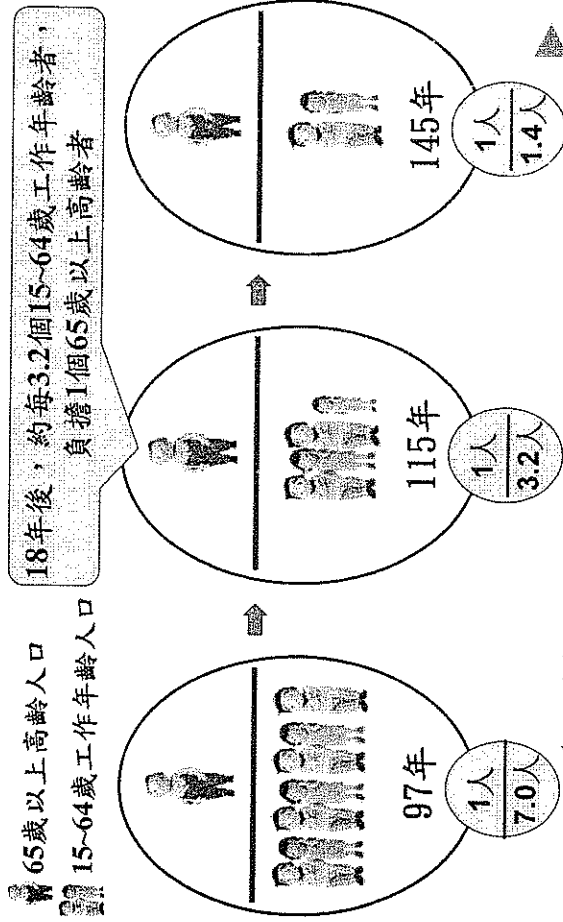 65歲以上高齡人口
15~64歲工作年齡人口
18年後，約每3.2個15~64歲工作年齡者，
負擔1個65歲以上高齡者
97年
1人
7.0人
115年
1人
3.2人
145年
1人
1.4人